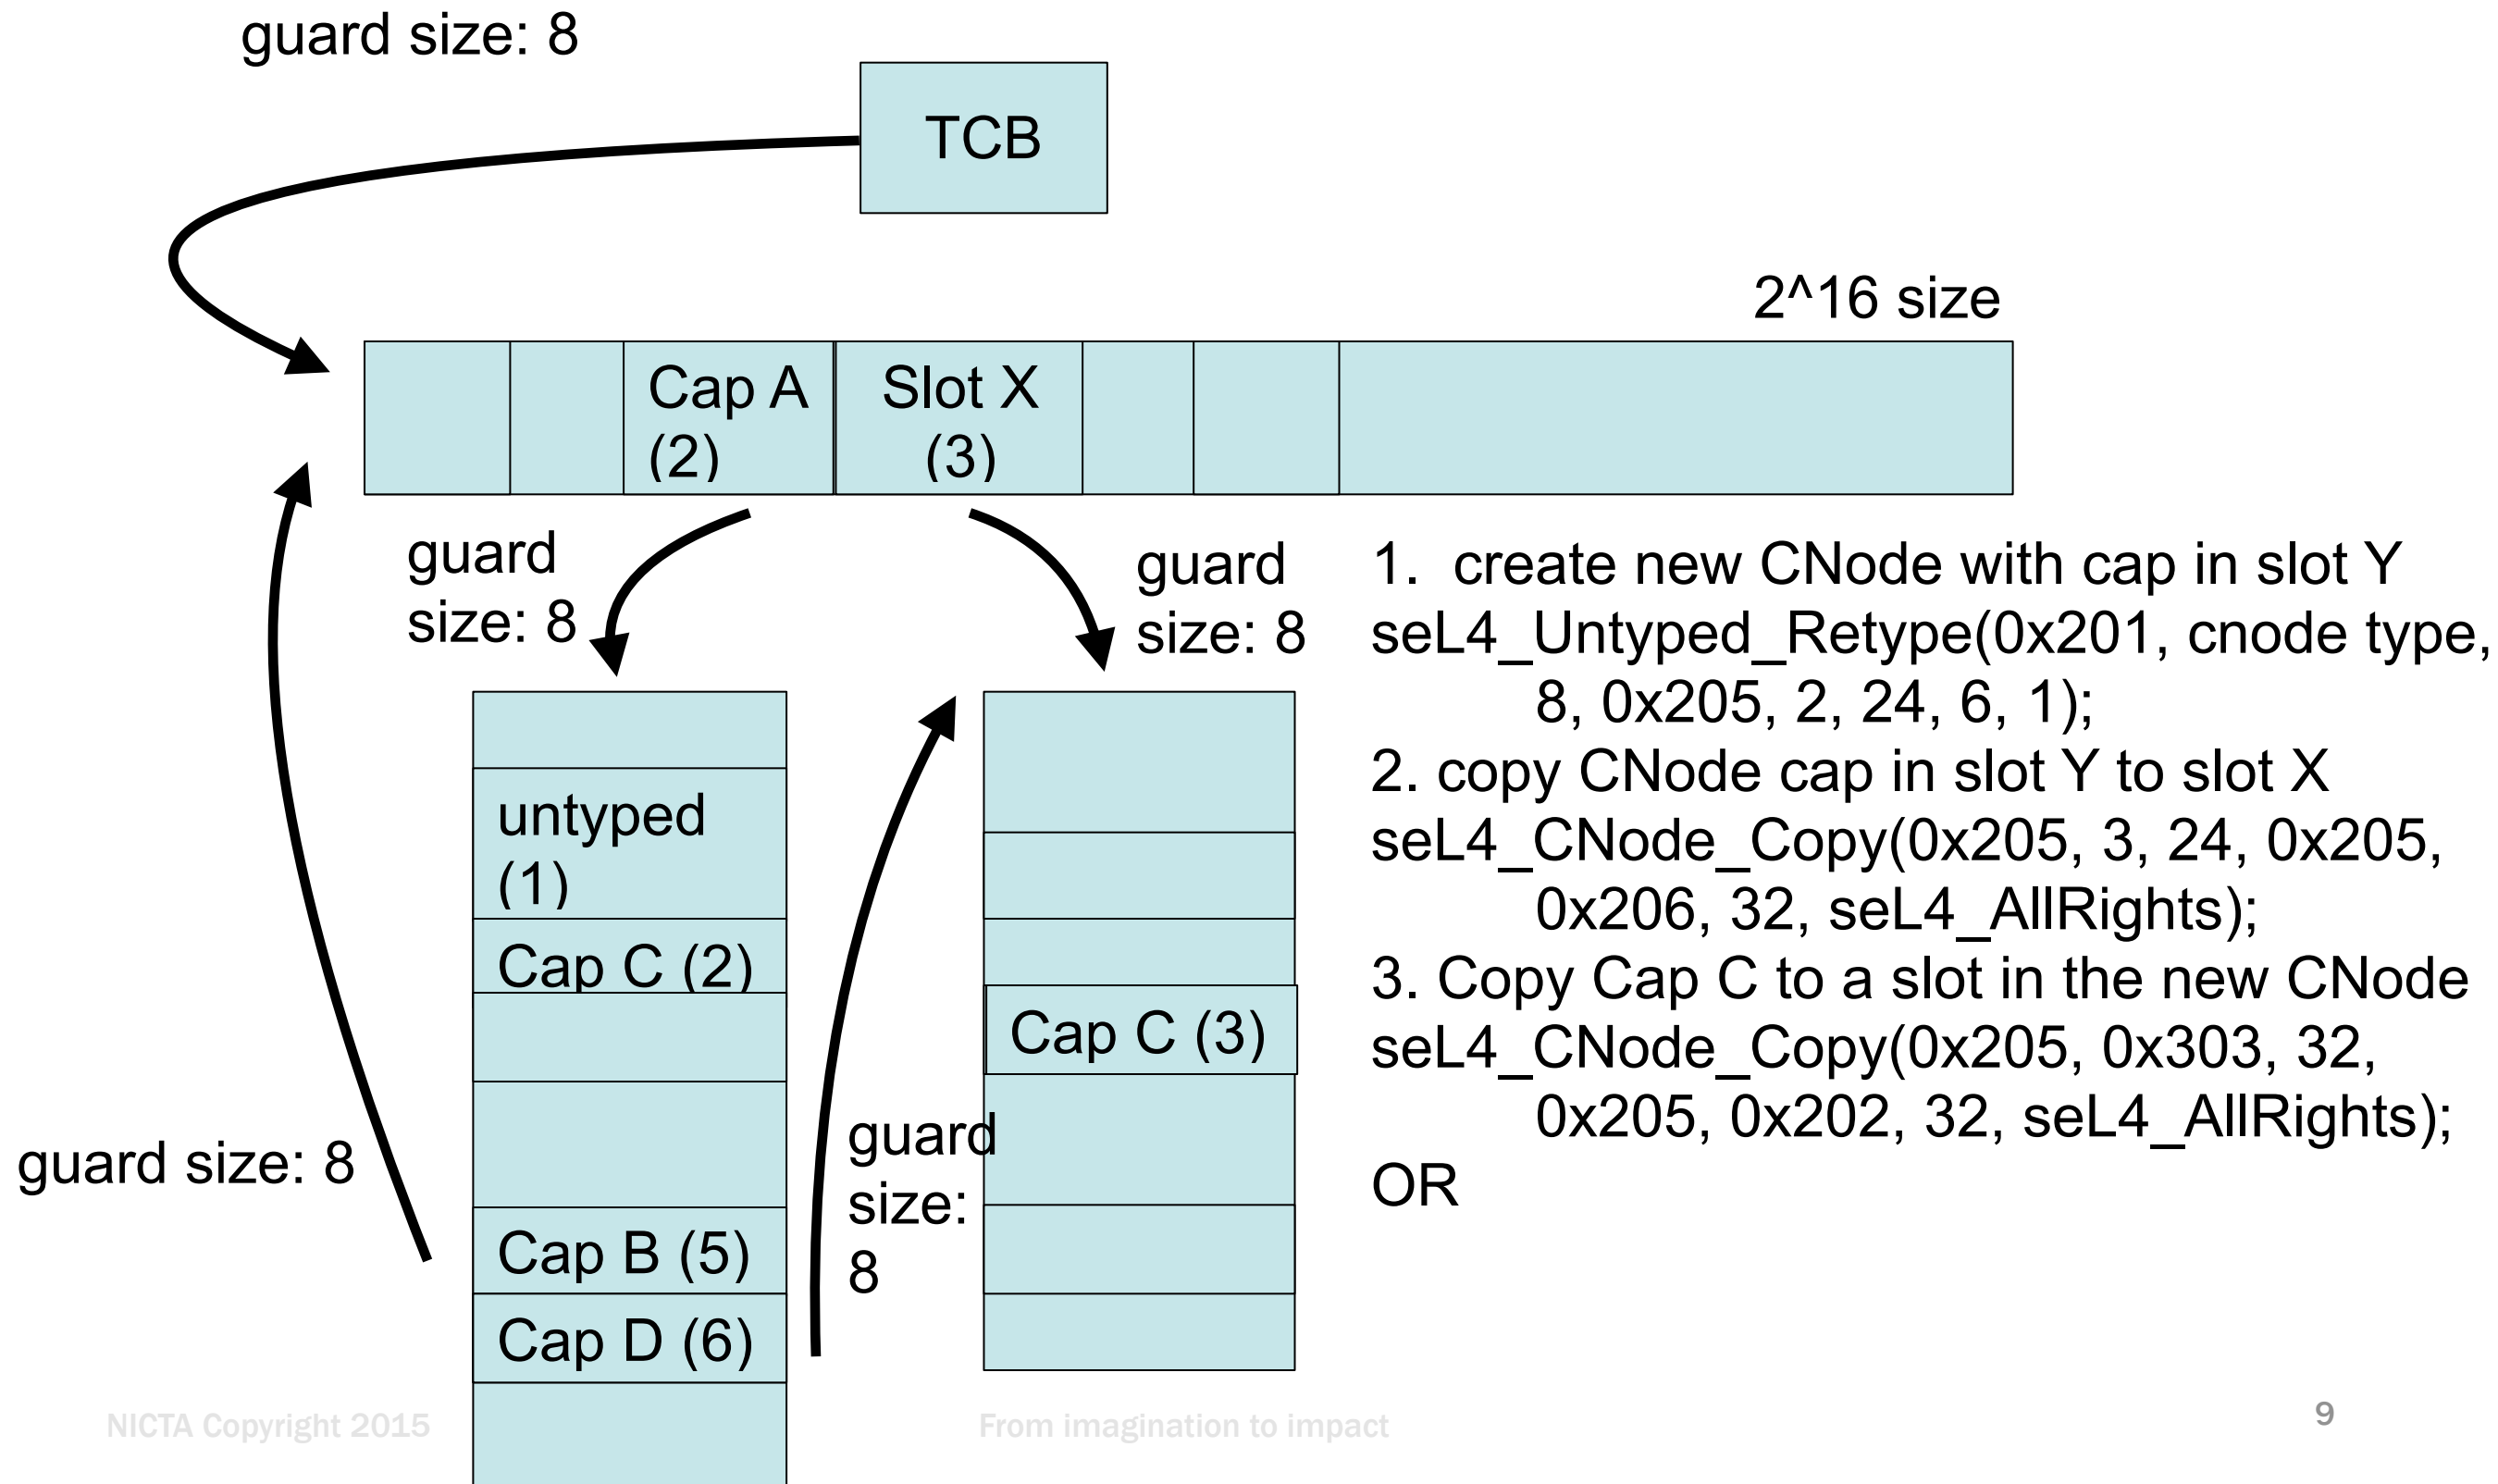 guard size: 8
TCB
2^16 size
Cap A
(2)
Slot X
(3)
guard
size: 8
guard
size: 8
untyped
(1)
Cap C (2)
Cap B (5)
Cap D (6)
guard size: 8
guard
size:
8
Cap C (3)
1. create new CNode with cap in slot Y
seL4_Untyped_Retype(0x201, cnode type,
8, 0x205, 2, 24, 6, 1);
2. copy CNode cap in slot Y to slot X
seL4_CNode_Copy(0x205, 3, 24, 0x205,
0x206, 32, seL4_AllRights);
3. Copy Cap C to a slot in the new CNode
seL4_CNode_Copy(0x205, 0x303, 32,
0x205, 0x202, 32, seL4_AllRights);
OR
NICTA Copyright 2015
From imagination to impact
9